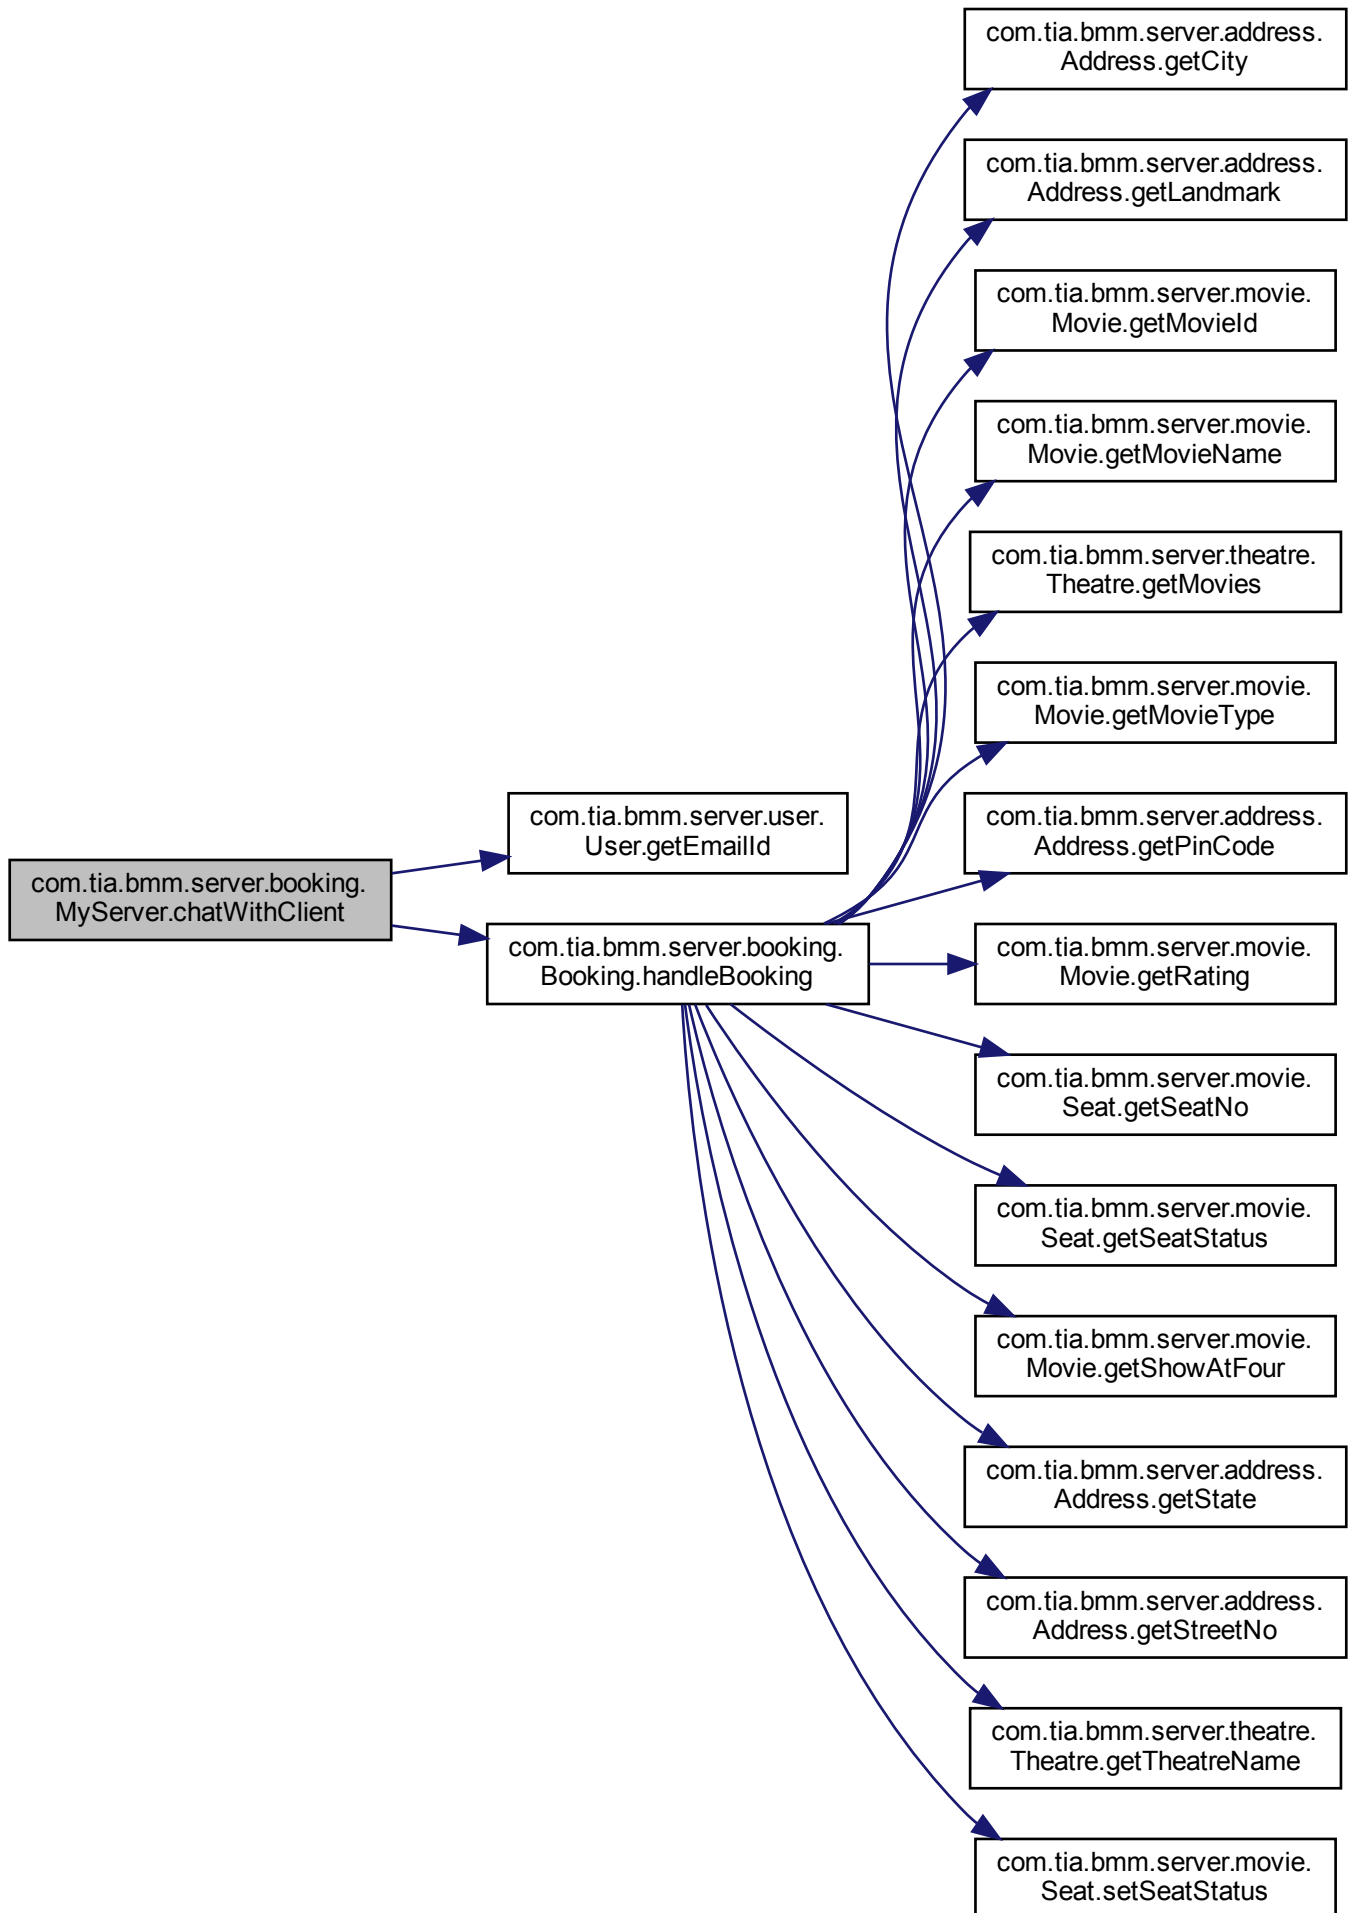 com.tia.bmm.server.address.
Address.getCity
com.tia.bmm.server.address.
Address.getLandmark
com.tia.bmm.server.movie.
Movie.getMovieId
com.tia.bmm.server.movie.
Movie.getMovieName
com.tia.bmm.server.theatre.
Theatre.getMovies
com.tia.bmm.server.movie.
Movie.getMovieType
com.tia.bmm.server.user.
User.getEmailId
com.tia.bmm.server.address.
Address.getPinCode
com.tia.bmm.server.booking.
MyServer.chatWithClient
com.tia.bmm.server.booking.
Booking.handleBooking
com.tia.bmm.server.movie.
Movie.getRating
com.tia.bmm.server.movie.
Seat.getSeatNo
com.tia.bmm.server.movie.
Seat.getSeatStatus
com.tia.bmm.server.movie.
Movie.getShowAtFour
com.tia.bmm.server.address.
Address.getState
com.tia.bmm.server.address.
Address.getStreetNo
com.tia.bmm.server.theatre.
Theatre.getTheatreName
com.tia.bmm.server.movie.
Seat.setSeatStatus